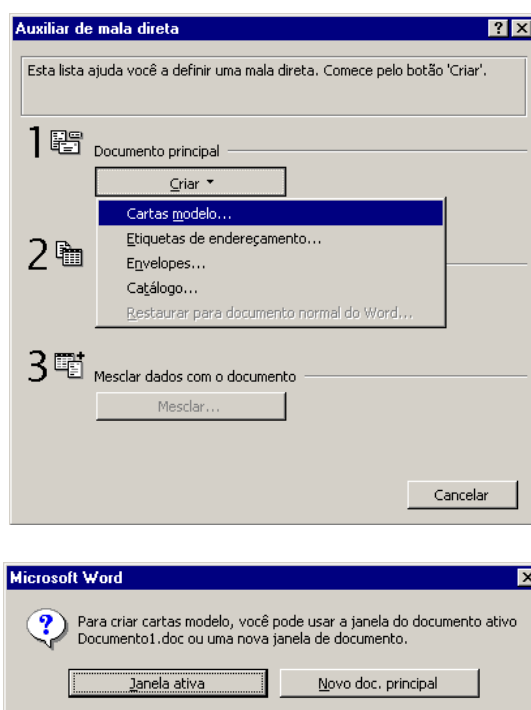 Auxiliar de mala direta
Esta lista ajuda você a definir uma mala direta. Comece pelo botão 'Criar'.
1 Documento principal
Criar
Cartas modelo...
Etiquetas de endereçamento...
2
Envelopes...
Catálogo...
Restaurar para documento normal do Word...
3 Mesclar dados com o documento
Mesclar...
Cancelar
Microsoft Word
Para criar cartas modelo, você pode usar a janela do documento ativo
Documento1.doc ou uma nova janela de documento.
Janela ativa Novo doc. principal